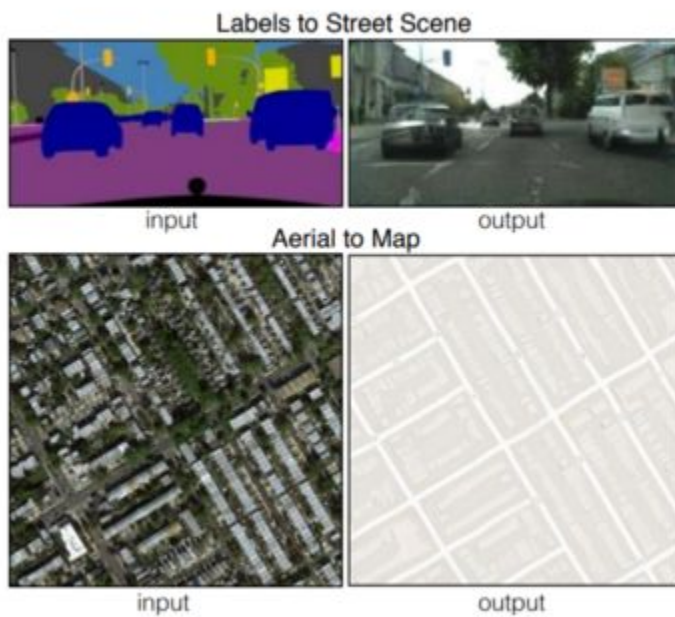 Labels to Street Scene
input
output
Aerial to Map
input
output